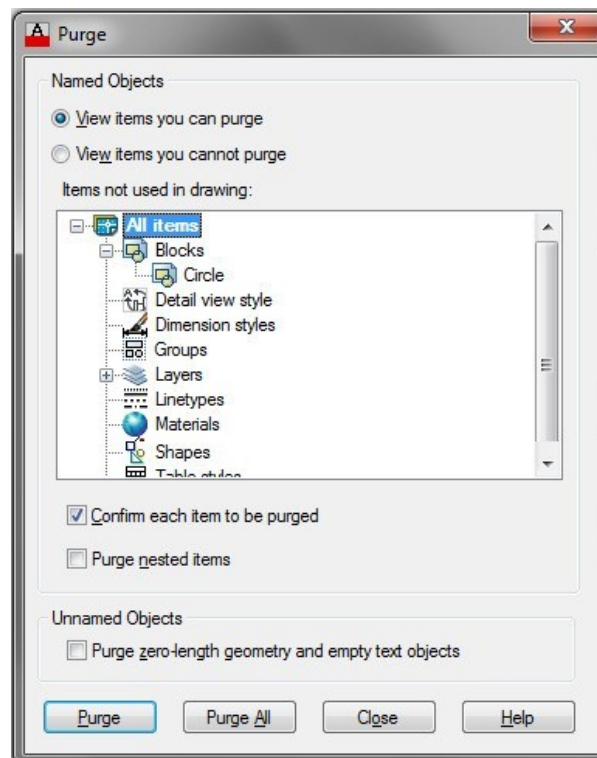 Purge
Named Objects
View items you can purge
View items you cannot purge
Items not used in drawing:
All items
Blocks
Circle
Detail view style
Dimension styles
Groups
Layers
Linetypes
Materials
Shapes
Table styles
Confirm each item to be purged
Purge nested items
Unnamed Objects
Purge zero-length geometry and empty text objects
Purge Purge All Close Help